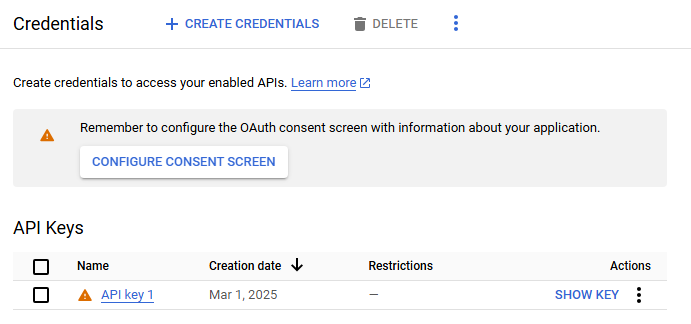 Credentials + CREATE CREDENTIALS DELETE
Create credentials to access your enabled APIs. Learn more
Remember to configure the OAuth consent screen with information about your application.
CONFIGURE CONSENT SCREEN
API Keys
Name Creation date Restrictions Actions
API key 1 Mar 1, 2025 — SHOW KEY